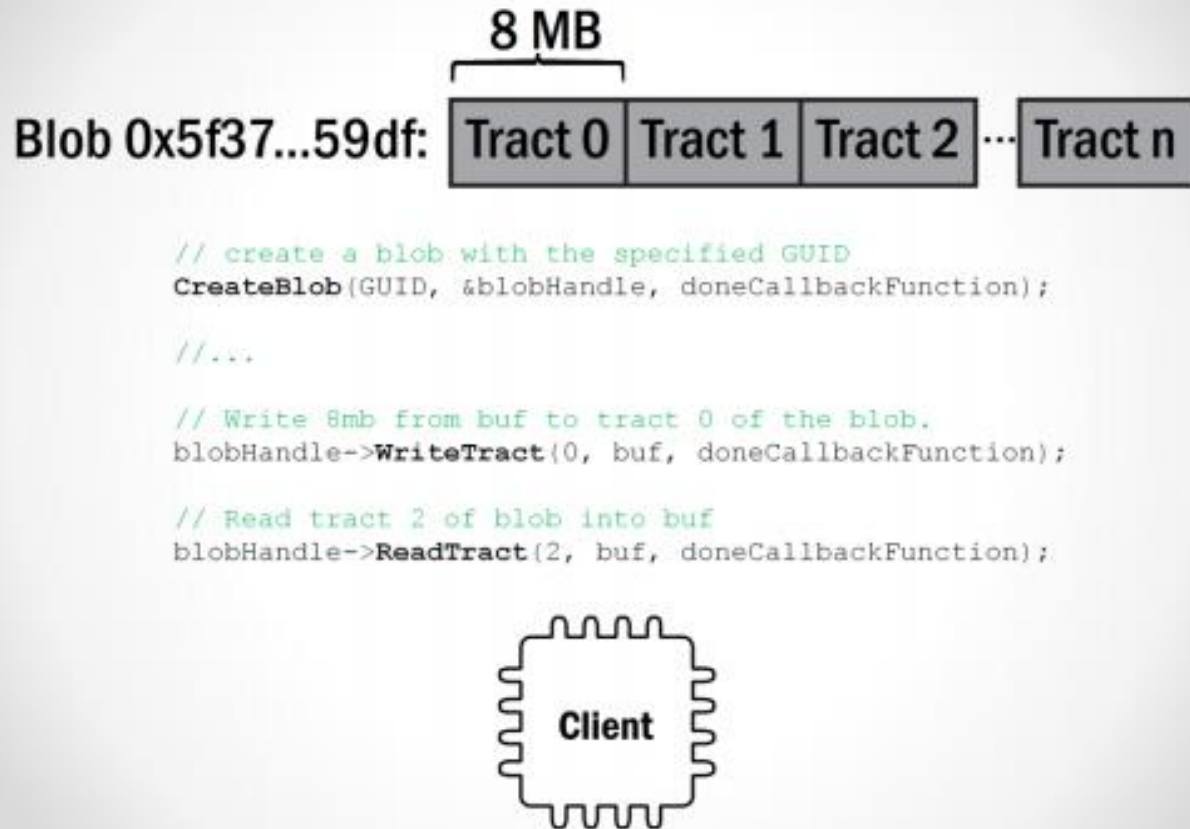 8 MB
Blob 0x5f37...59df: Tract 0 Tract 1 Tract 2 ... Tract n
// create a blob with the specified GUID
CreateBlob(GUID, &blobHandle, doneCallbackFunction);
//...
// Write 8mb from buf to tract 0 of the blob.
blobHandle->WriteTract(0, buf, doneCallbackFunction);
// Read tract 2 of blob into buf
blobHandle->ReadTract(2, buf, doneCallbackFunction);
Client